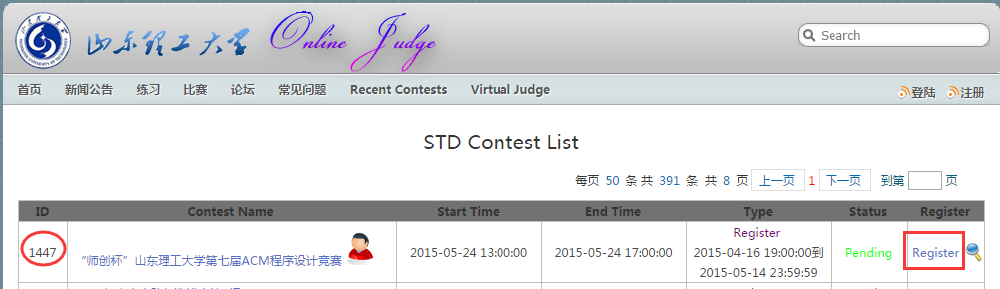 山东理工大学 Online Judge
Search
首页 新闻公告 练习 比赛 论坛 常见问题 Recent Contests Virtual Judge 登陆 注册
STD Contest List
每页 50 条 共 391 条 共 8 页 上一页 1 下一页 到第 页
ID Contest Name Start Time End Time Type Status Register
1447 “师创杯”山东理工大学第七届ACM程序设计竞赛 2015-05-24 13:00:00 2015-05-24 17:00:00 Register Pending Register
2015-04-16 19:00:00到
2015-05-14 23:59:59